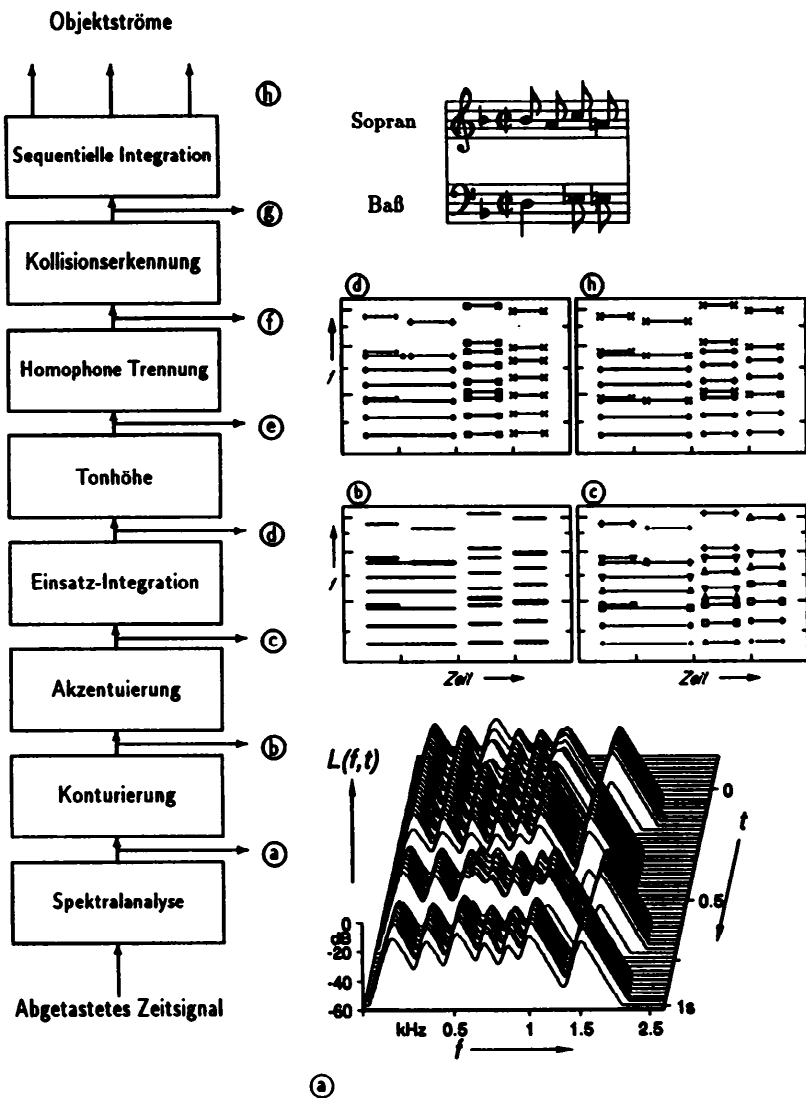 Objektströme
ⓗ
Sequentielle Integration
ⓖ
Kollisionserkennung
ⓕ
Homophone Trennung
ⓔ
Tonhöhe
ⓓ
Einsatz-Integration
ⓒ
Akzentuierung
ⓑ
Konturierung
ⓐ
Spektralanalyse
Abgetastetes Zeitsignal
Sopran
Baß
ⓓ
ⓗ
f
ⓑ
ⓒ
f
Zeit
Zeit
L(f,t)
0
t
0.5
1s
0
dB
-20
-40
-60
kHz 0.5 1 1.5 2.5
f
ⓐ